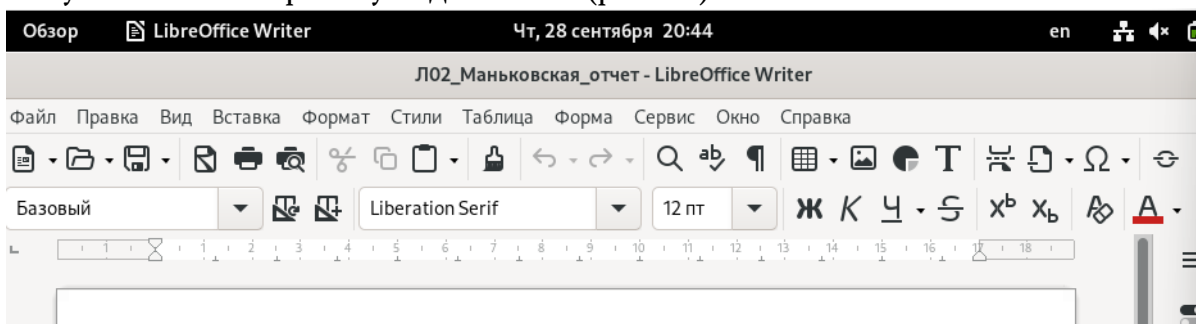 Обзор LibreOffice Writer Чт, 28 сентября 20:44 en
Л02_Маньковская_отчет - LibreOffice Writer
Файл Правка Вид Вставка Формат Стили Таблица Форма Сервис Окно Справка
Базовый Liberation Serif 12 пт Ж К Ч S X b X b A
1 1 2 3 4 5 6 7 8 9 10 11 12 13 14 15 16 17 18